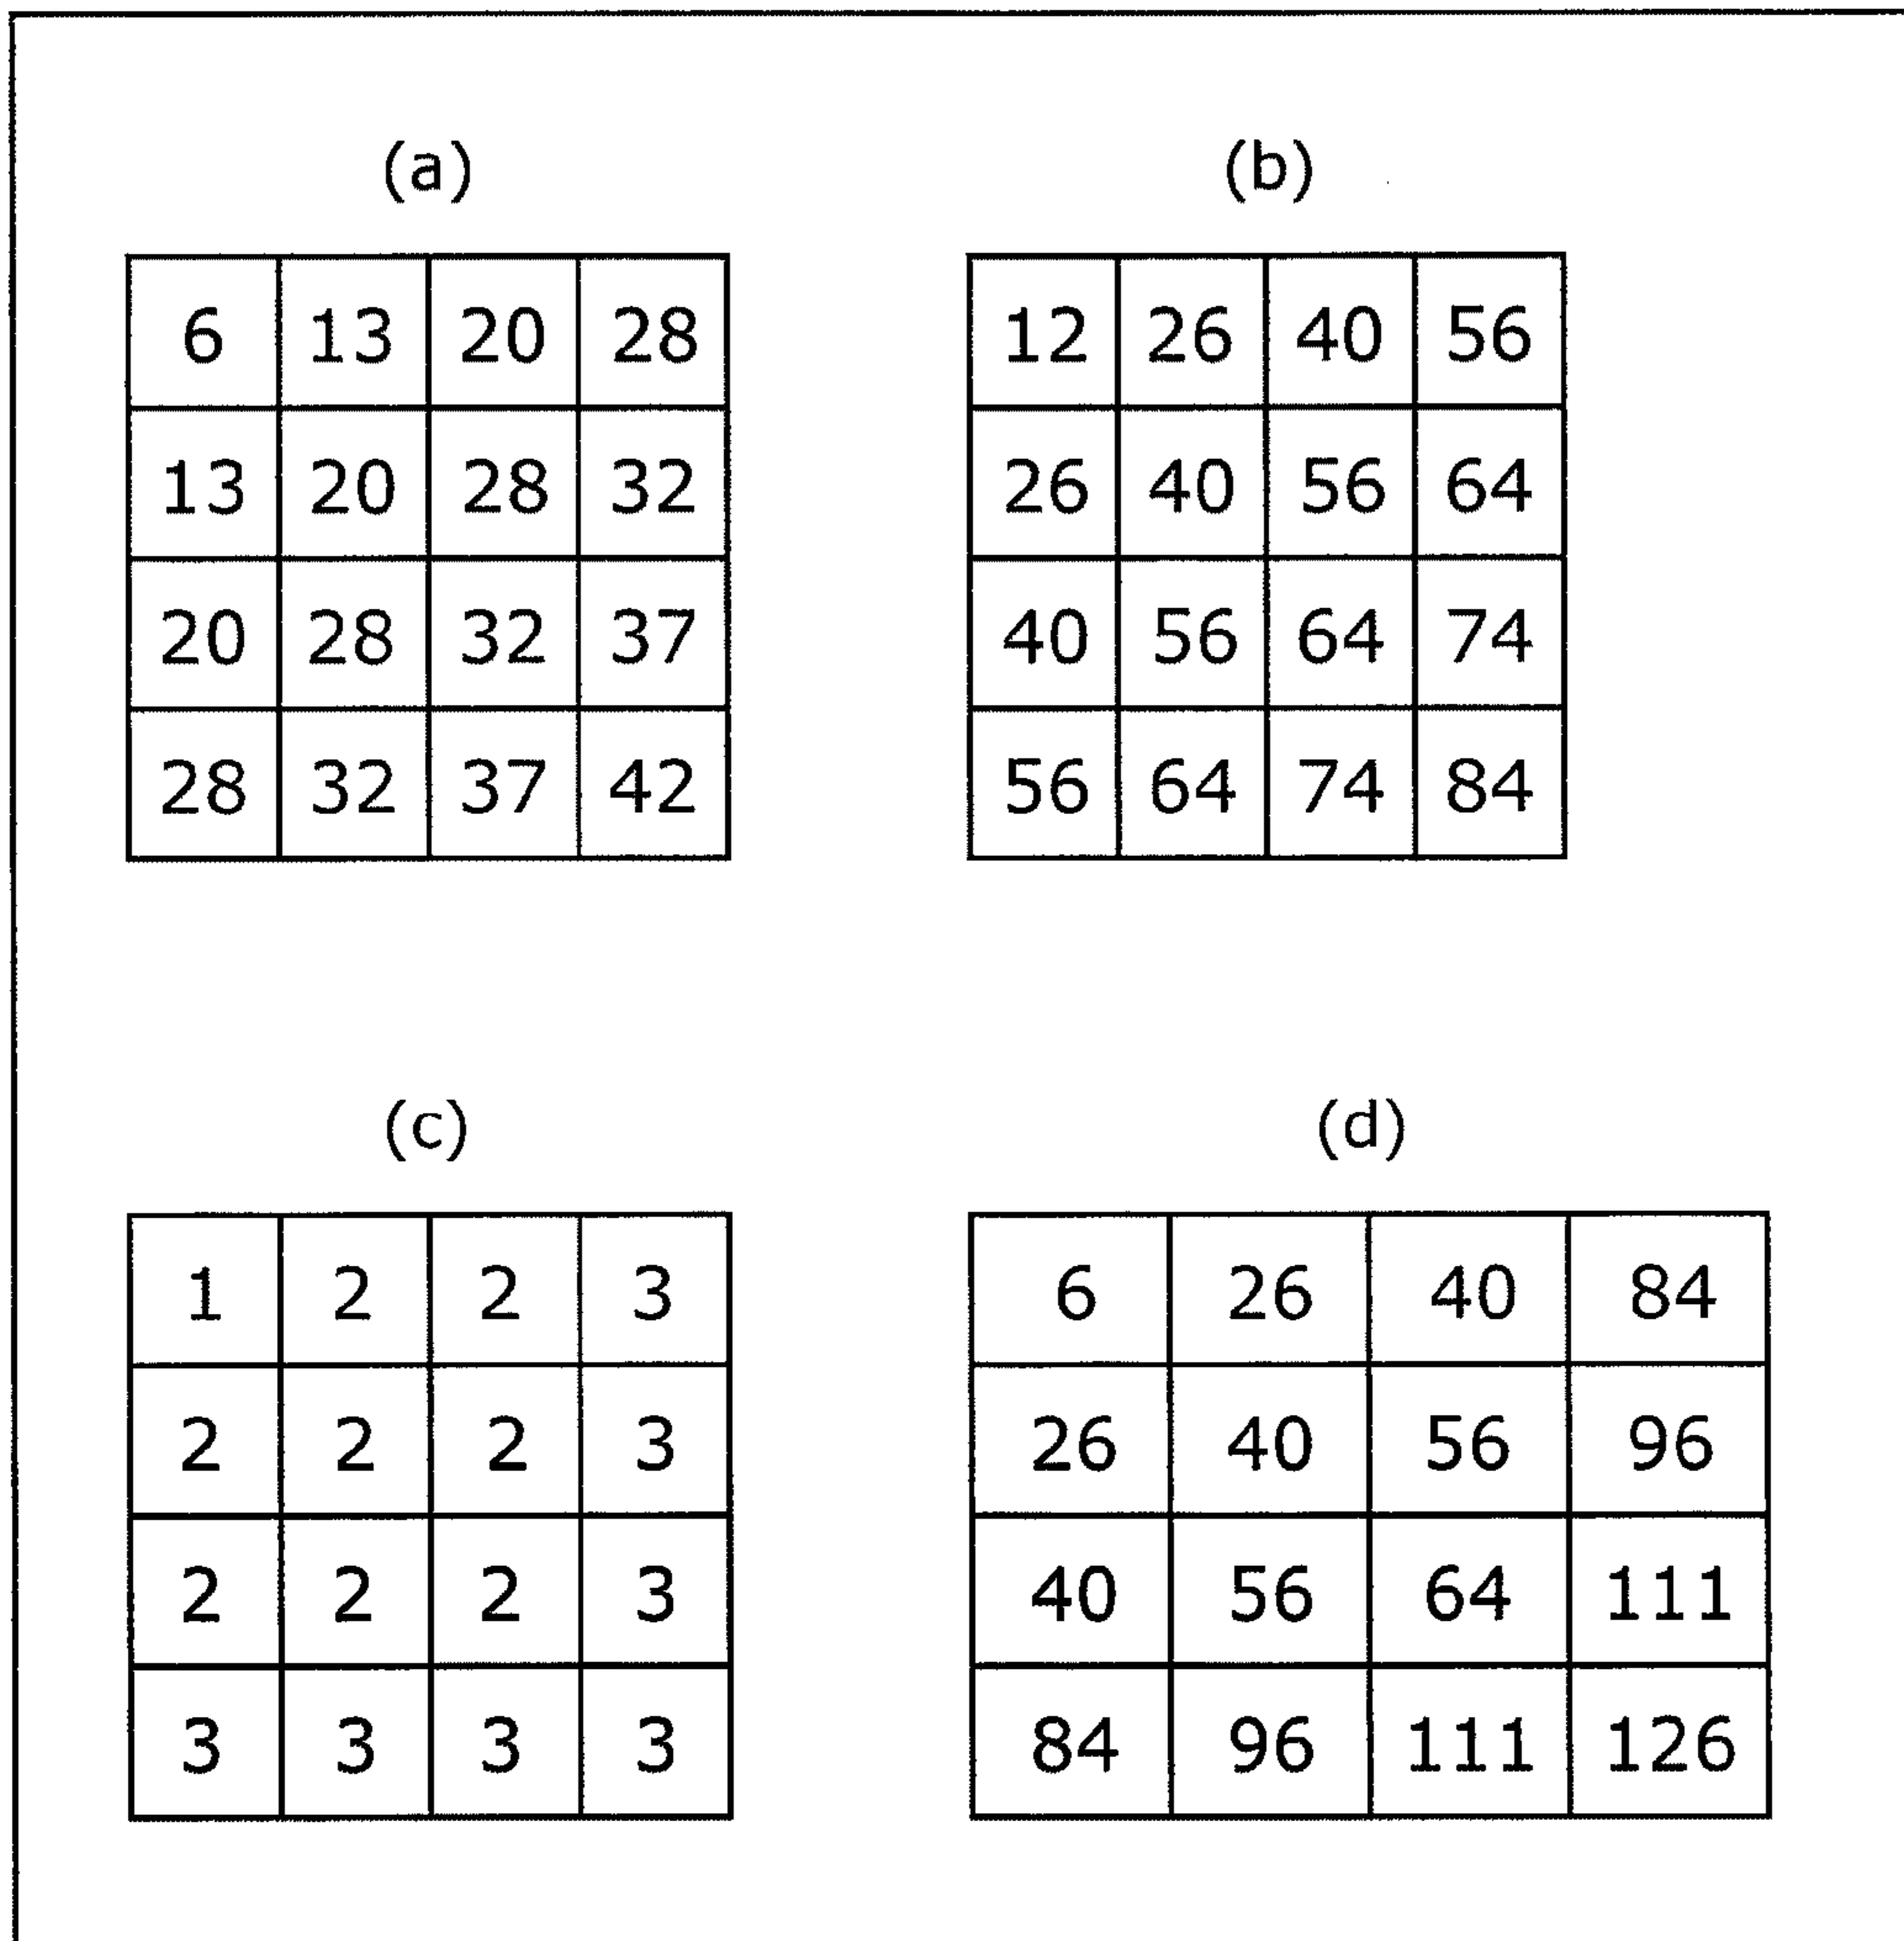 (a) (b)
6 13 20 28 12 26 40 56
13 20 28 32 26 40 56 64
20 28 32 37 40 56 64 74
28 32 37 42 56 64 74 84
(c) (d)
1 2 2 3 6 26 40 84
2 2 2 3 26 40 56 96
2 2 2 3 40 56 64 111
3 3 3 3 84 96 111 126